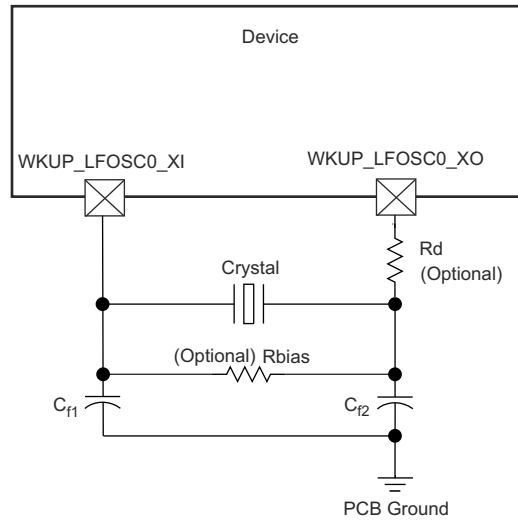 Device
WKUP_LFOSC0_XI
WKUP_LFOSC0_XO
Rd
(Optional)
Crystal
(Optional) Rbias
Cf1
Cf2
PCB Ground